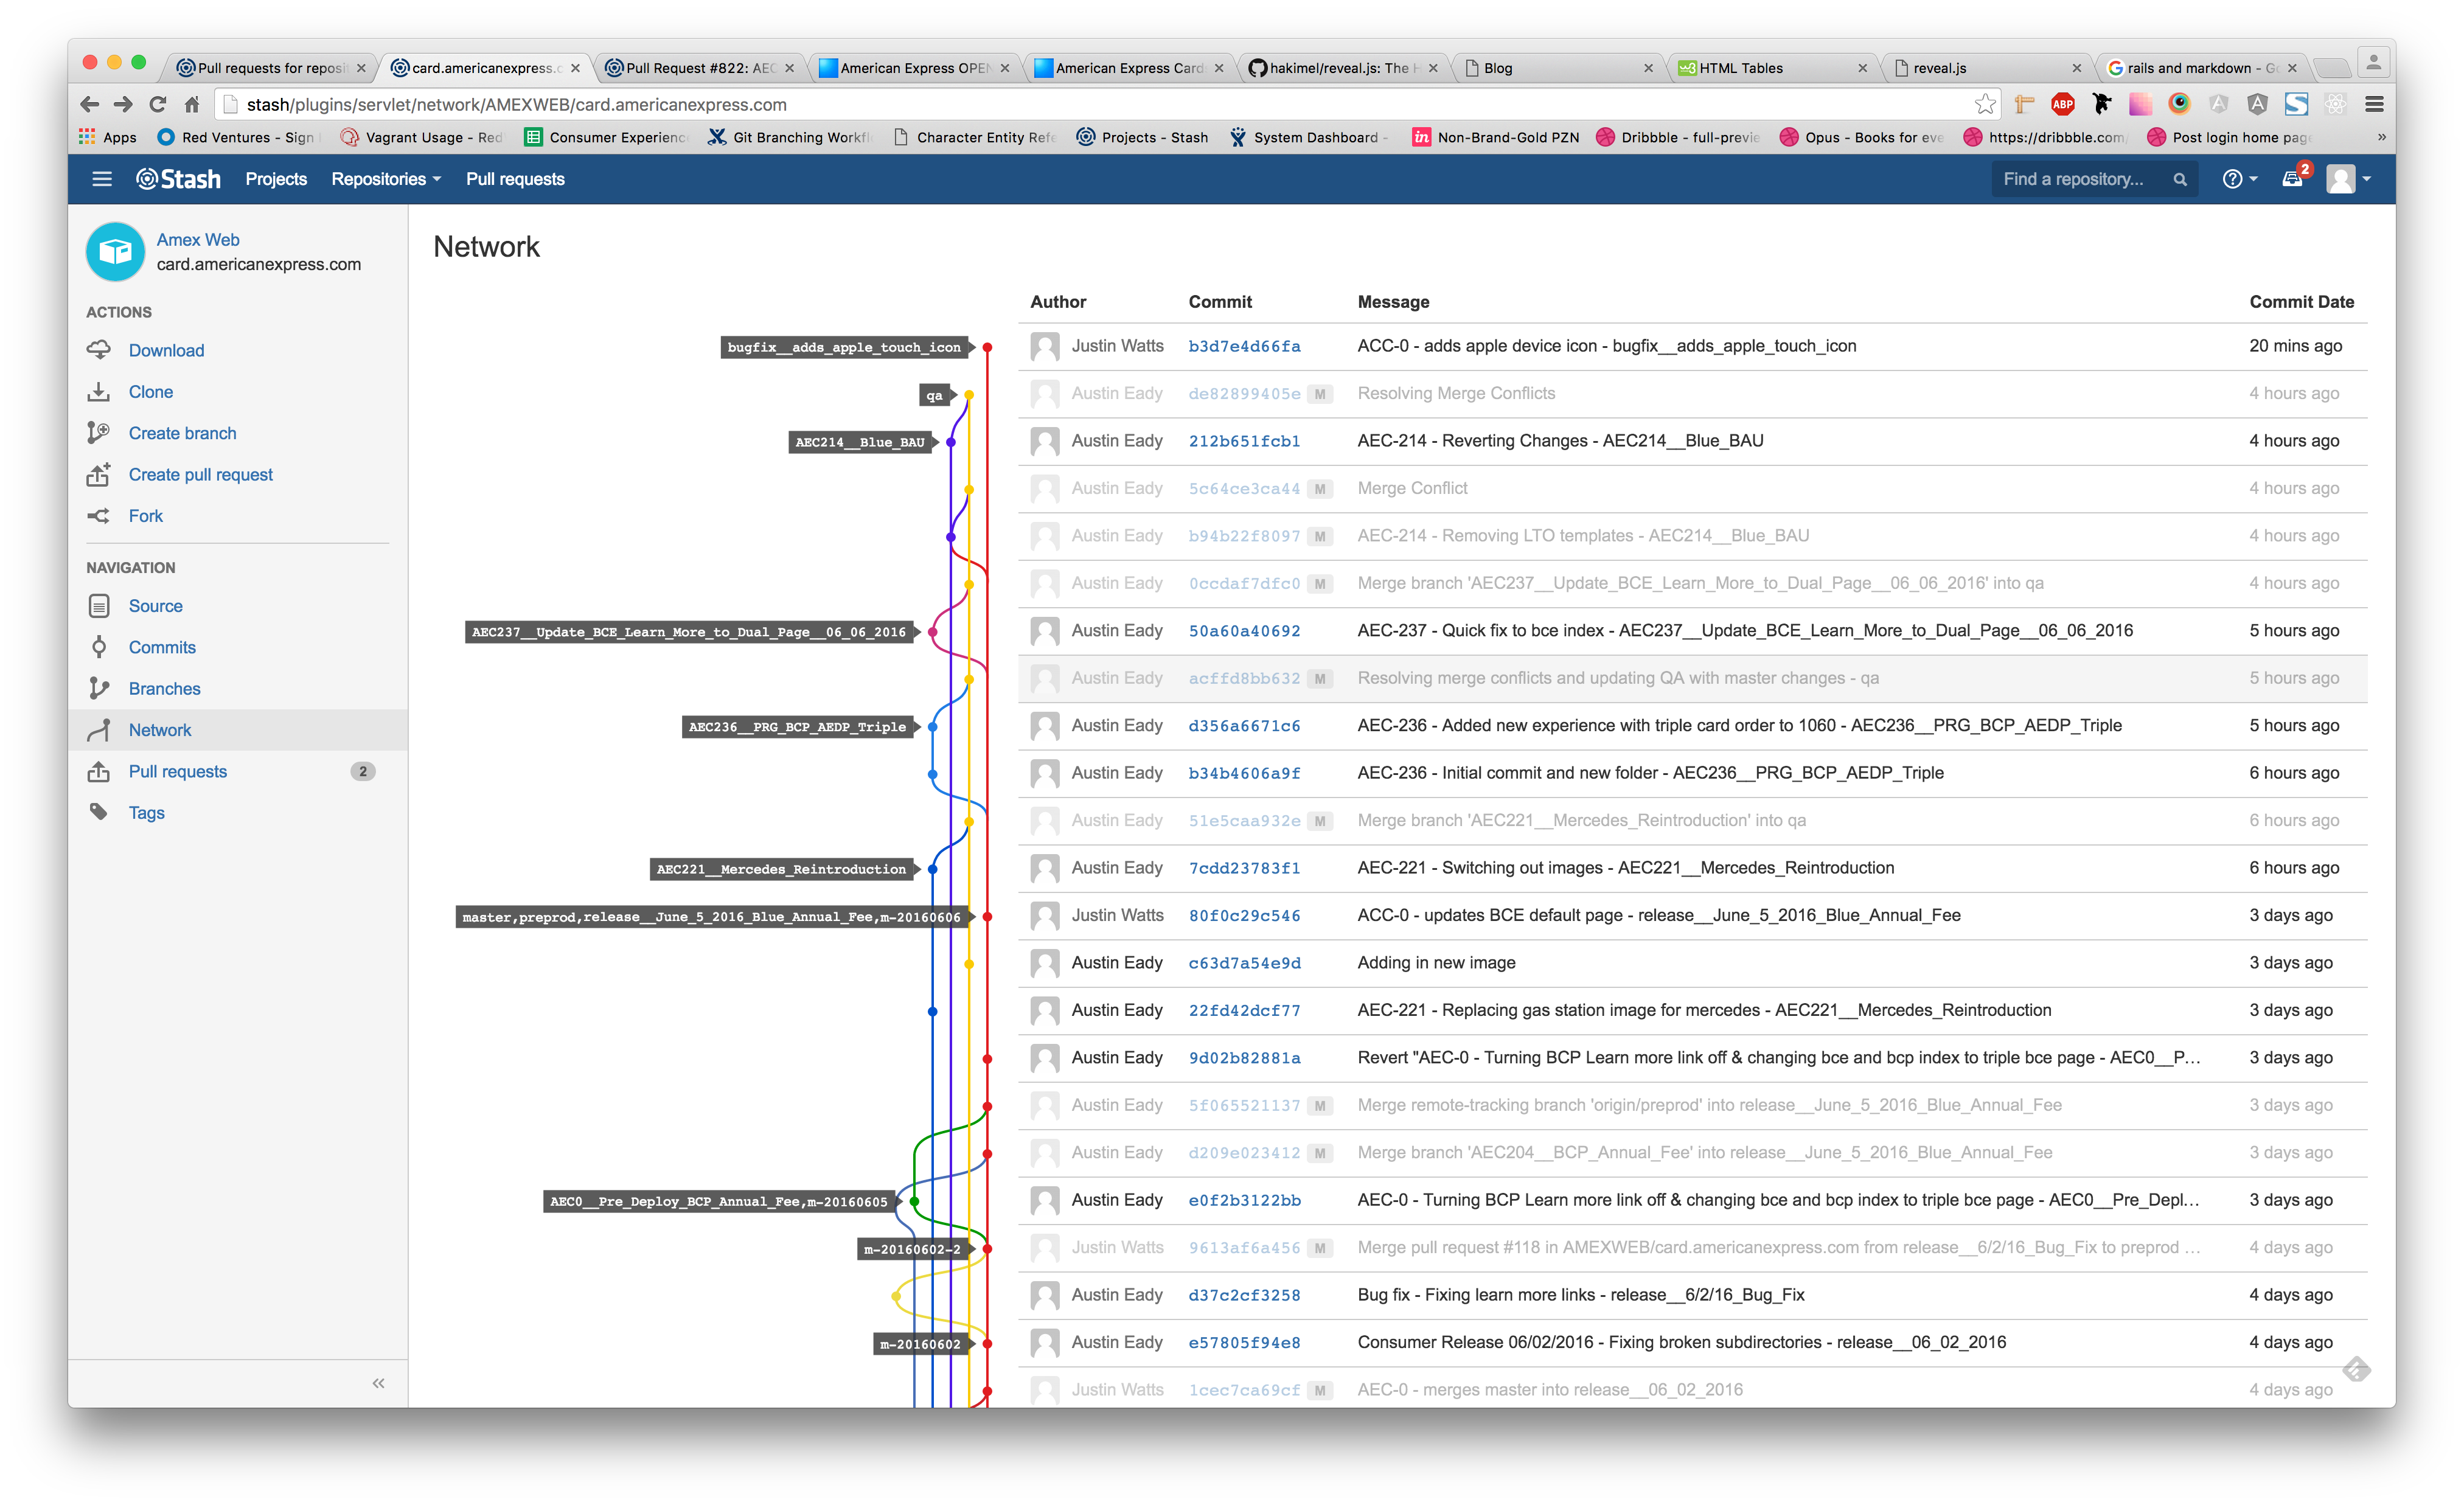 Pull requests for reposit
card.americanexpress.c
Pull Request #822: AEC
American Express OPEN
American Express Card
hakimel/reveal.js: The H
Blog
HTML Tables
reveal.js
rails and markdown - Go
stash/plugins/servlet/network/AMEXWEB/card.americanexpress.com
ABP
Apps
Red Ventures - Sign
Vagrant Usage - Red
Consumer Experience
Git Branching Workfl
Character Entity Refe
Projects - Stash
System Dashboard -
in Non-Brand-Gold PZN
Dribbble - full-previe
Opus - Books for eve
https://dribbble.com/
Post login home page
»
Stash Projects Repositories Pull requests
Find a repository...
2
Amex Web
card.americanexpress.com
ACTIONS
Download
Clone
Create branch
Create pull request
Fork
NAVIGATION
Source
Commits
Branches
Network
Pull requests 2
Tags
«
Network
Author Commit Message Commit Date
bugfix__adds_apple_touch_icon Justin Watts b3d7e4d66fa ACC-0 - adds apple device icon - bugfix__adds_apple_touch_icon 20 mins ago
qa Austin Eady de82899405e M Resolving Merge Conflicts 4 hours ago
AEC214__Blue_BAU Austin Eady 212b651fcb1 AEC-214 - Reverting Changes - AEC214__Blue_BAU 4 hours ago
Austin Eady 5c64ce3ca44 M Merge Conflict 4 hours ago
Austin Eady b94b22f8097 M AEC-214 - Removing LTO templates - AEC214__Blue_BAU 4 hours ago
Austin Eady 0ccdaf7dfc0 M Merge branch 'AEC237__Update_BCE_Learn_More_to_Dual_Page__06_06_2016' into qa 4 hours ago
AEC237__Update_BCE_Learn_More_to_Dual_Page__06_06_2016 Austin Eady 50a60a40692 AEC-237 - Quick fix to bce index - AEC237__Update_BCE_Learn_More_to_Dual_Page__06_06_2016 5 hours ago
Austin Eady acffd8bb632 M Resolving merge conflicts and updating QA with master changes - qa 5 hours ago
AEC236__PRG_BCP_AEDP_Triple Austin Eady d356a6671c6 AEC-236 - Added new experience with triple card order to 1060 - AEC236__PRG_BCP_AEDP_Triple 5 hours ago
Austin Eady b34b4606a9f AEC-236 - Initial commit and new folder - AEC236__PRG_BCP_AEDP_Triple 6 hours ago
Austin Eady 51e5caa932e M Merge branch 'AEC221__Mercedes_Reintroduction' into qa 6 hours ago
AEC221__Mercedes_Reintroduction Austin Eady 7cdd23783f1 AEC-221 - Switching out images - AEC221__Mercedes_Reintroduction 6 hours ago
master,preprod,release__June_5_2016_Blue_Annual_Fee,m-20160606 Justin Watts 80f0c29c546 ACC-0 - updates BCE default page - release__June_5_2016_Blue_Annual_Fee 3 days ago
Austin Eady c63d7a54e9d Adding in new image 3 days ago
Austin Eady 22fd42dcf77 AEC-221 - Replacing gas station image for mercedes - AEC221__Mercedes_Reintroduction 3 days ago
Austin Eady 9d02b82881a Revert "AEC-0 - Turning BCP Learn more link off & changing bce and bcp index to triple bce page - AEC0__P... 3 days ago
Austin Eady 5f065521137 M Merge remote-tracking branch 'origin/preprod' into release__June_5_2016_Blue_Annual_Fee 3 days ago
Austin Eady d209e023412 M Merge branch 'AEC204__BCP_Annual_Fee' into release__June_5_2016_Blue_Annual_Fee 3 days ago
AEC0__Pre_Deploy_BCP_Annual_Fee,m-20160605 Austin Eady e0f2b3122bb AEC-0 - Turning BCP Learn more link off & changing bce and bcp index to triple bce page - AEC0__Pre_Depl... 3 days ago
m-20160602-2 Justin Watts 9613af6a456 M Merge pull request #118 in AMEXWEB/card.americanexpress.com from release__6/2/16_Bug_Fix to preprod ... 4 days ago
Austin Eady d37c2cf3258 Bug fix - Fixing learn more links - release__6/2/16_Bug_Fix 4 days ago
m-20160602 Austin Eady e57805f94e8 Consumer Release 06/02/2016 - Fixing broken subdirectories - release__06_02_2016 4 days ago
Justin Watts 1cec7ca69cf M AEC-0 - merges master into release__06_02_2016 4 days ago